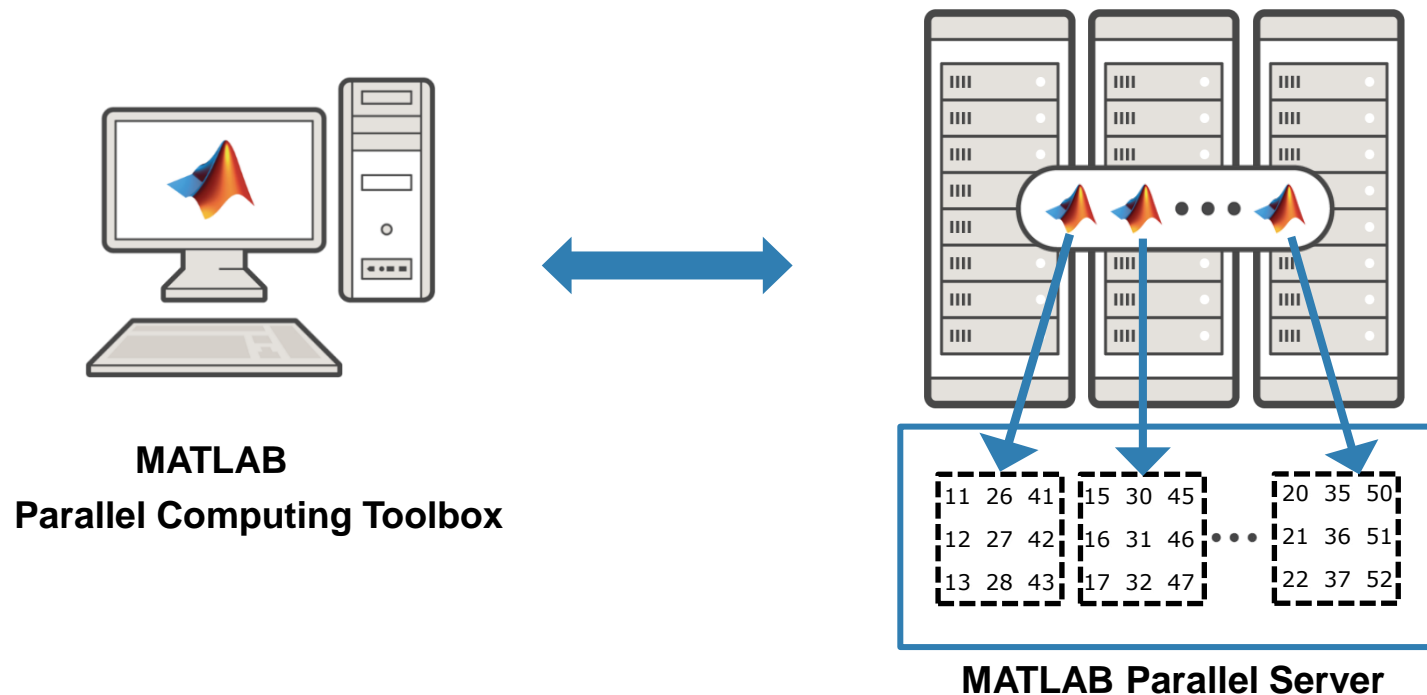 MATLAB
Parallel Computing Toolbox
11 26 41 15 30 45 20 35 50
12 27 42 16 31 46 21 36 51
13 28 43 17 32 47 22 37 52
MATLAB Parallel Server